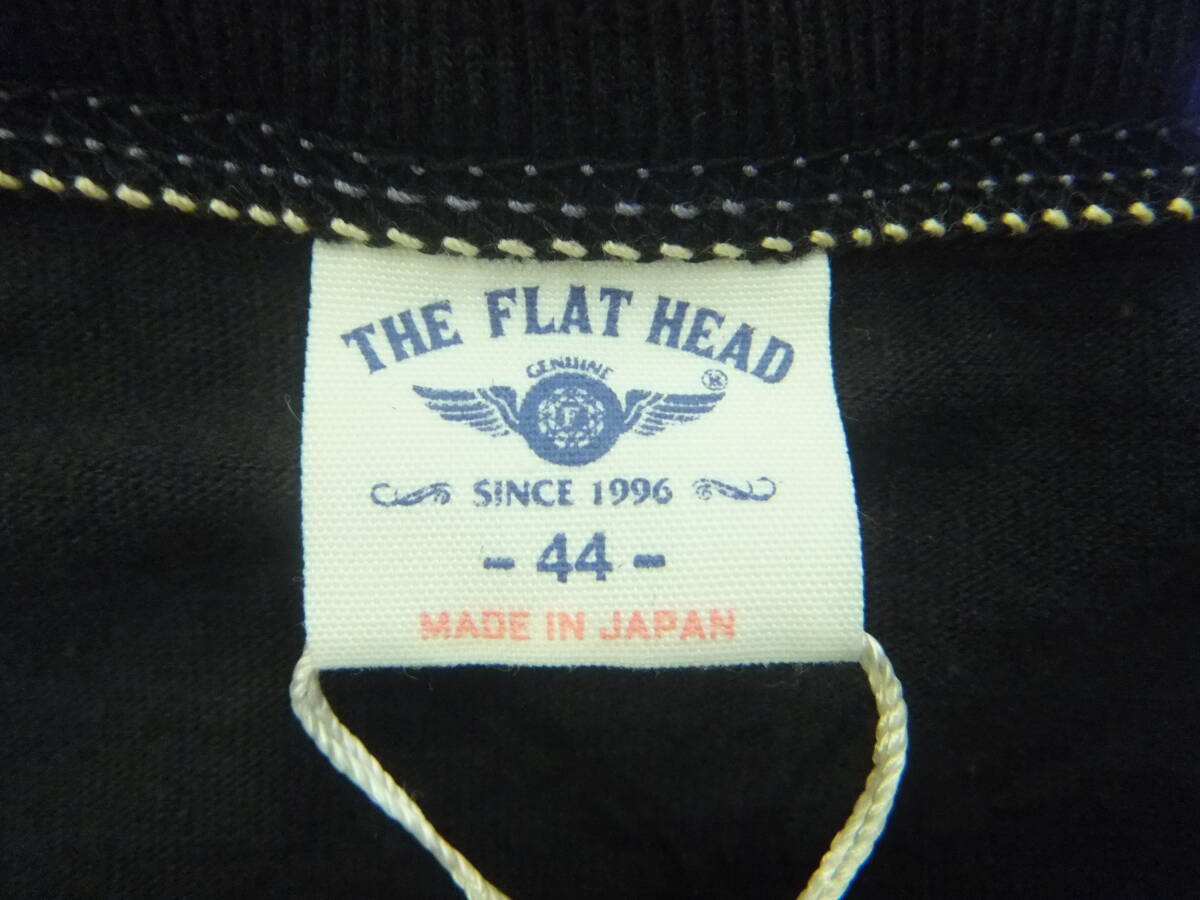 THE FLAT HEAD
GENUINE
®
F
SINCE 1996
- 44 -
MADE IN JAPAN